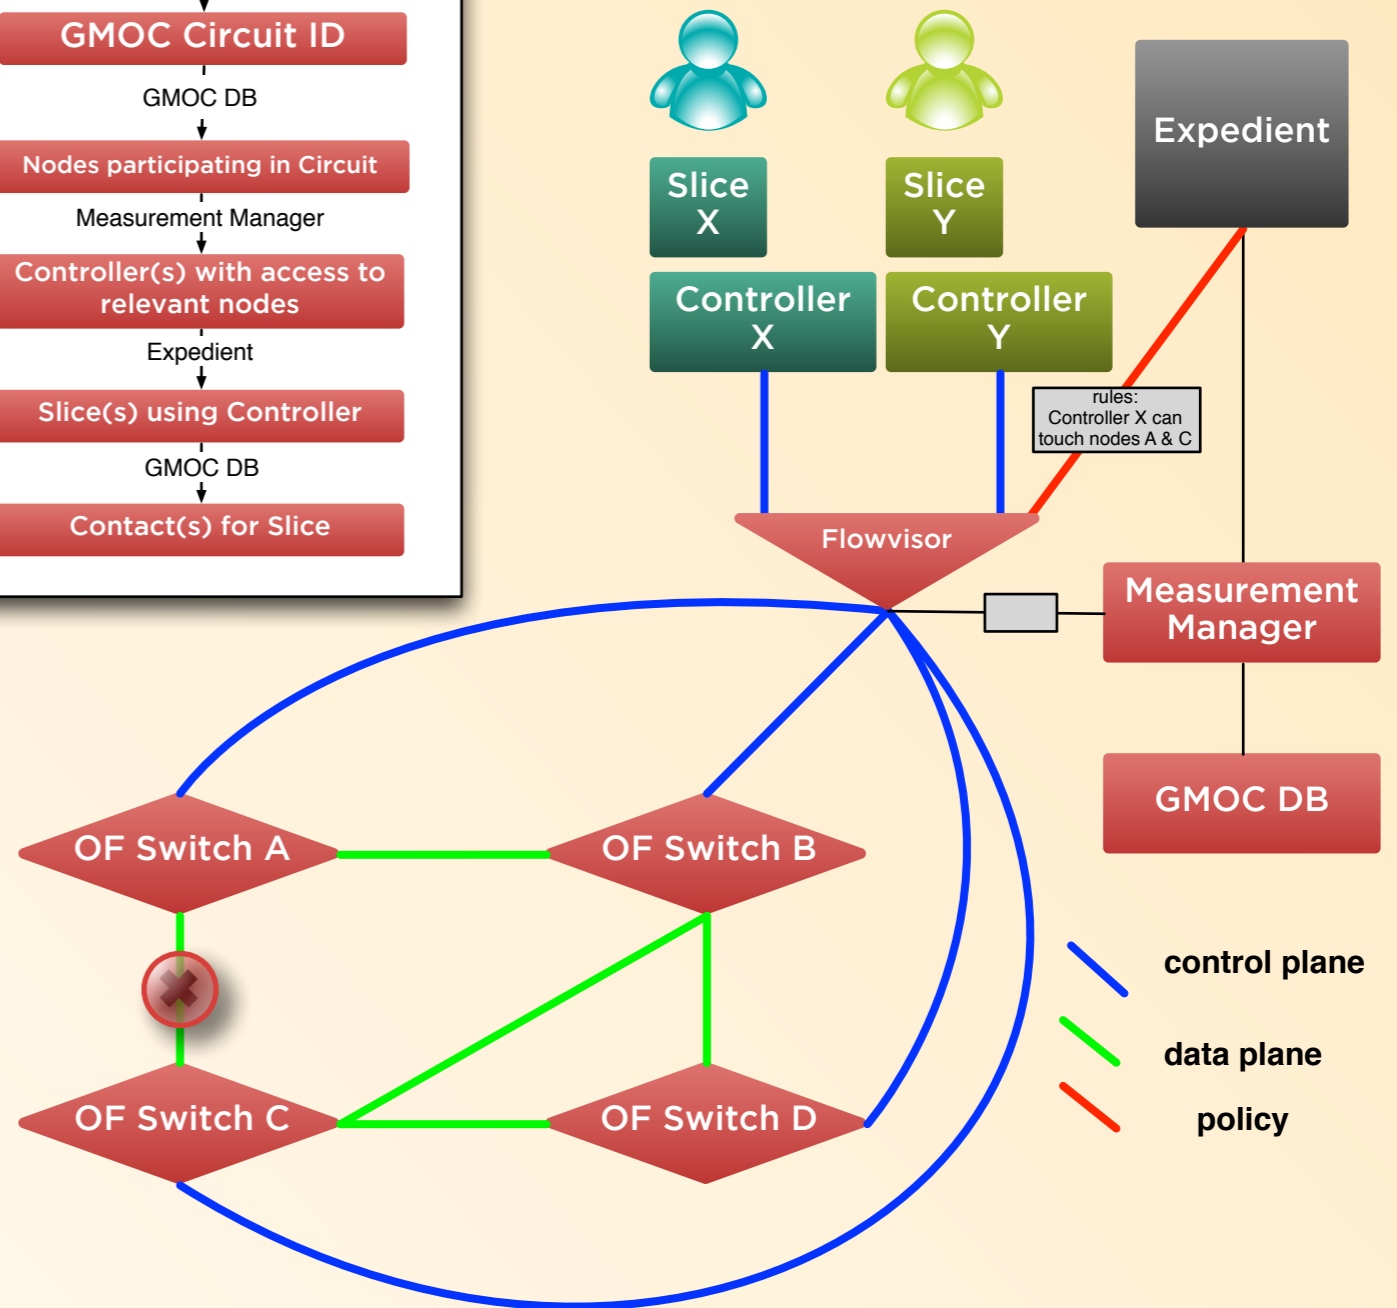 GMOC Circuit ID
GMOC DB
Nodes participating in Circuit
Measurement Manager
Controller(s) with access to
relevant nodes
Expedient
Slice(s) using Controller
GMOC DB
Contact(s) for Slice
Slice
X
Slice
Y
Expedient
Controller
X
Controller
Y
rules:
Controller X can
touch nodes A & C
Flowvisor
Measurement
Manager
GMOC DB
OF Switch A
OF Switch B
OF Switch C
OF Switch D
control plane
data plane
policy